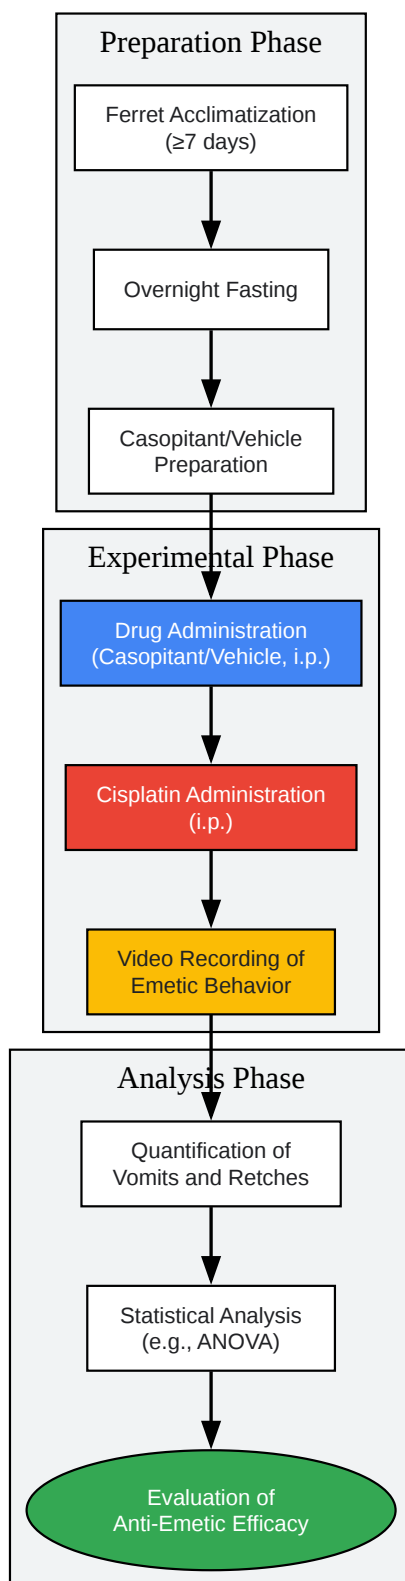 Preparation Phase
Ferret Acclimatization
(≥7 days)
Overnight Fasting
Casopitant/Vehicle
Preparation
Experimental Phase
Drug Administration
(Casopitant/Vehicle, i.p.)
Cisplatin Administration
(i.p.)
Video Recording of
Emetic Behavior
Analysis Phase
Quantification of
Vomits and Retches
Statistical Analysis
(e.g., ANOVA)
Evaluation of
Anti-Emetic Efficacy